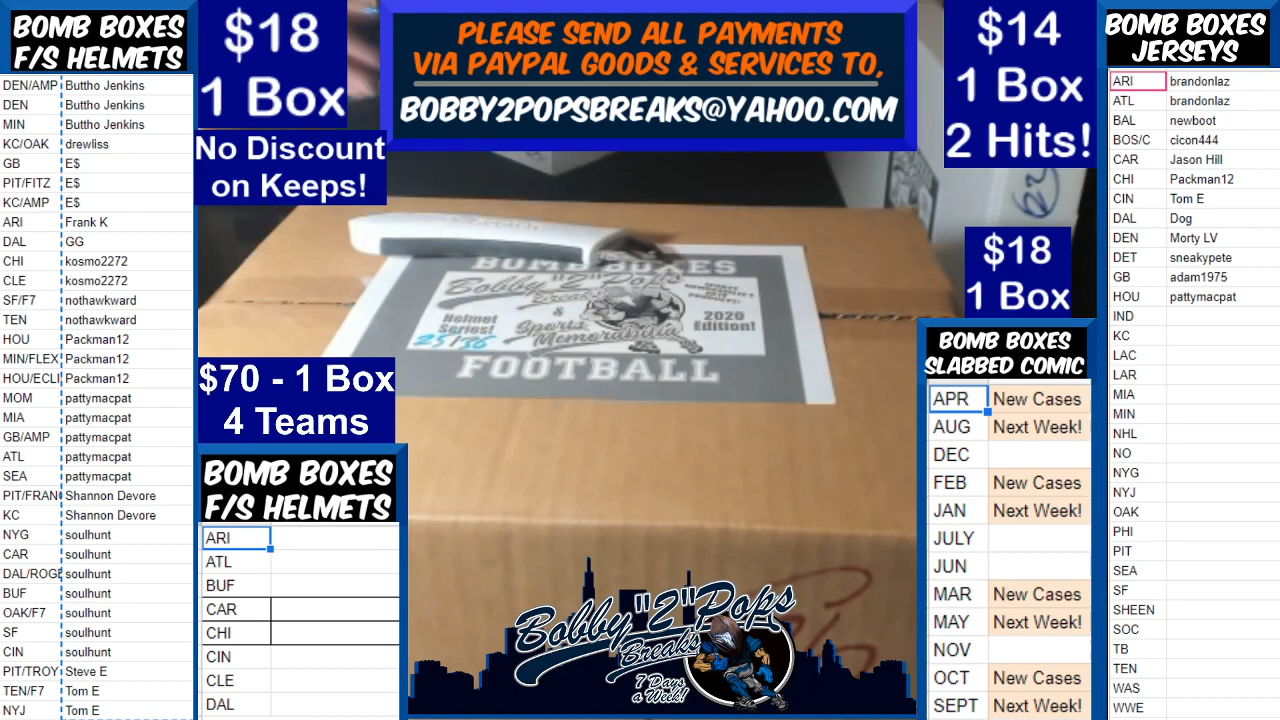 BOMB BOXES
F/S HELMETS
DEN/AMP Buttho Jenkins
DEN Buttho Jenkins
MIN Buttho Jenkins
KC/OAK drewliss
GB E$
PIT/FITZ E$
KC/AMP E$
ARI Frank K
DAL GG
CHI kosmo2272
CLE kosmo2272
SF/F7 nothawkward
TEN nothawkward
HOU Packman12
MIN/FLEX Packman12
HOU/ECLI Packman12
MOM pattymacpat
MIA pattymacpat
GB/AMP pattymacpat
ATL pattymacpat
SEA pattymacpat
PIT/FRAN Shannon Devore
KC Shannon Devore
NYG soulhunt
CAR soulhunt
DAL/ROGE soulhunt
BUF soulhunt
OAK/F7 soulhunt
SF soulhunt
CIN soulhunt
PIT/TROY Steve E
TEN/F7 Tom E
NYJ Tom E
$18
1 Box
No Discount
on Keeps!
$70 - 1 Box
4 Teams
BOMB BOXES
F/S HELMETS
ARI
ATL
BUF
CAR
CHI
CIN
CLE
DAL
PLEASE SEND ALL PAYMENTS
VIA PAYPAL GOODS & SERVICES TO,
BOBBY2POPSBREAKS@YAHOO.COM
BOMB BOXES
Bobby "2" Pops
&
Sports
Memorabilia
Helmet
Series!
25/36
2020
Edition!
FOOTBALL
Bobby "2" Pops
Breaks
7 Days
a Week!
$14
1 Box
2 Hits!
$18
1 Box
BOMB BOXES
SLABBED COMIC
APR New Cases
AUG Next Week!
DEC
FEB New Cases
JAN Next Week!
JULY
JUN
MAR New Cases
MAY Next Week!
NOV
OCT New Cases
SEPT Next Week!
BOMB BOXES
JERSEYS
ARI brandonlaz
ATL brandonlaz
BAL newboot
BOS/C cicon444
CAR Jason Hill
CHI Packman12
CIN Tom E
DAL Dog
DEN Morty LV
DET sneakypete
GB adam1975
HOU pattymacpat
IND
KC
LAC
LAR
MIA
MIN
NHL
NO
NYG
NYJ
OAK
PHI
PIT
SEA
SF
SHEEN
SOC
TB
TEN
WAS
WWE